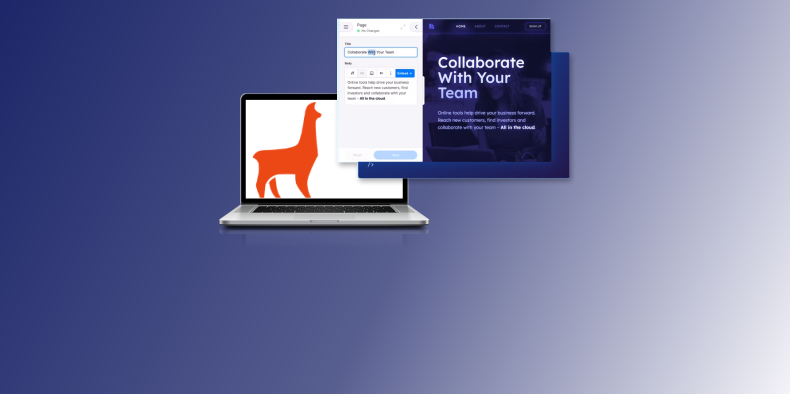 Page
No Changes
Title
Collaborate With Your Team
Body
Embed
Online tools help drive your business
forward. Reach new customers, find
investors and collaborate with your
team – All in the cloud
HOME ABOUT CONTACT SIGN UP
Collaborate
With Your
Team
Online tools help drive your business forward.
Reach new customers, find investors and
collaborate with your team – All in the cloud
/>